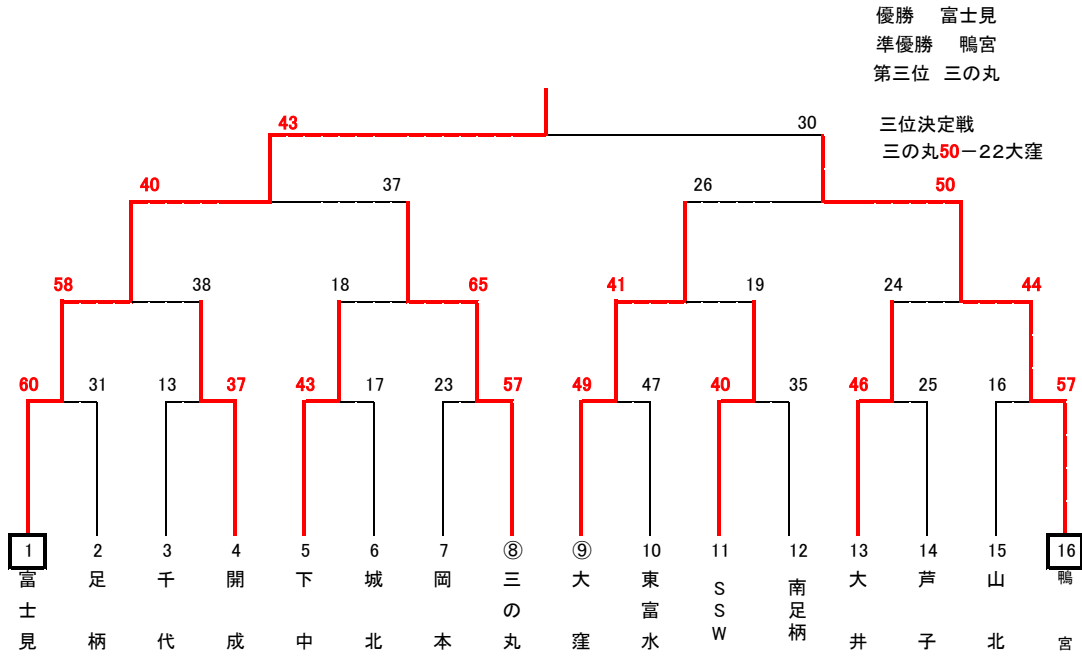 優勝 富士見
準優勝 鴨宮
第三位 三の丸
43 30
三位決定戦
三の丸50-22大窪
40 37 26 50
58 38 18 65 41 19 24 44
60 31 13 37 43 17 23 57 49 47 40 35 46 25 16 57
1 2 3 4 5 6 7 ⑧ ⑨ 10 11 12 13 14 15 16
富士見
足柄
千代
開成
下中
城北
岡本
三の丸
大窪
東富水
SSW
南足柄
大井
芦子
山北
鴨宮